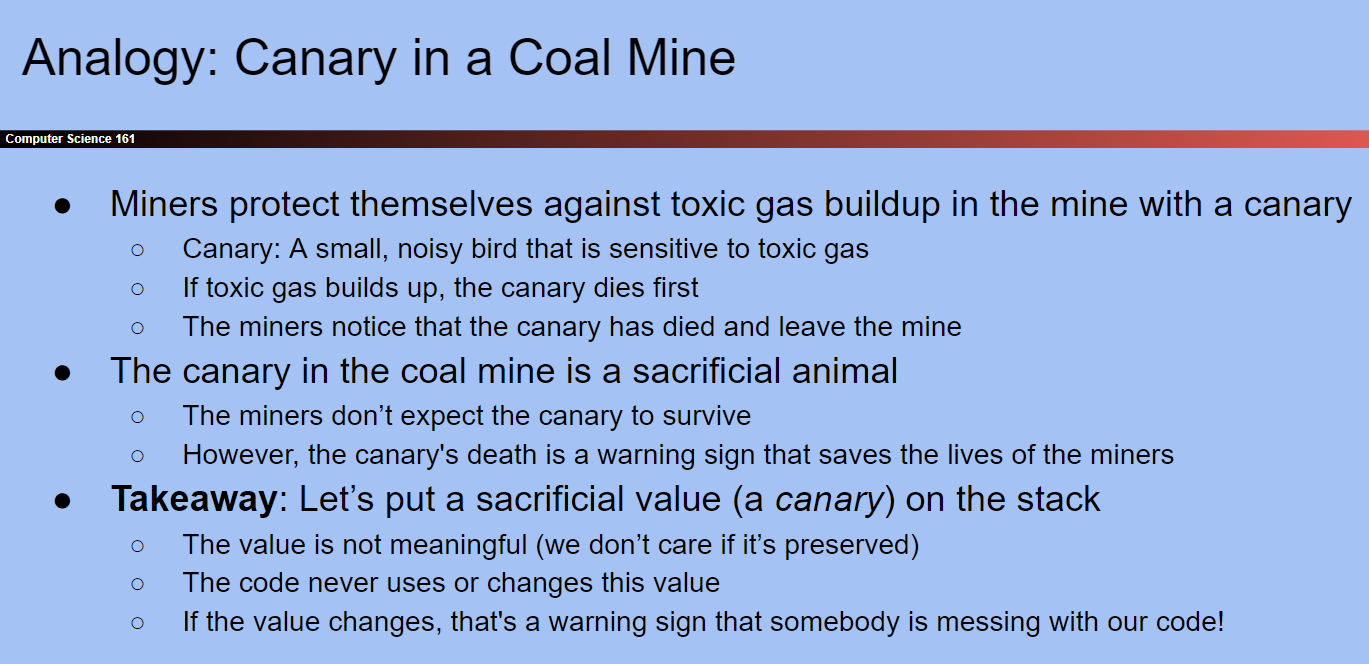 Analogy: Canary in a Coal Mine
Computer Science 161
● Miners protect themselves against toxic gas buildup in the mine with a canary
○ Canary: A small, noisy bird that is sensitive to toxic gas
○ If toxic gas builds up, the canary dies first
○ The miners notice that the canary has died and leave the mine
● The canary in the coal mine is a sacrificial animal
○ The miners don’t expect the canary to survive
○ However, the canary's death is a warning sign that saves the lives of the miners
● Takeaway: Let’s put a sacrificial value (a canary) on the stack
○ The value is not meaningful (we don’t care if it’s preserved)
○ The code never uses or changes this value
○ If the value changes, that's a warning sign that somebody is messing with our code!